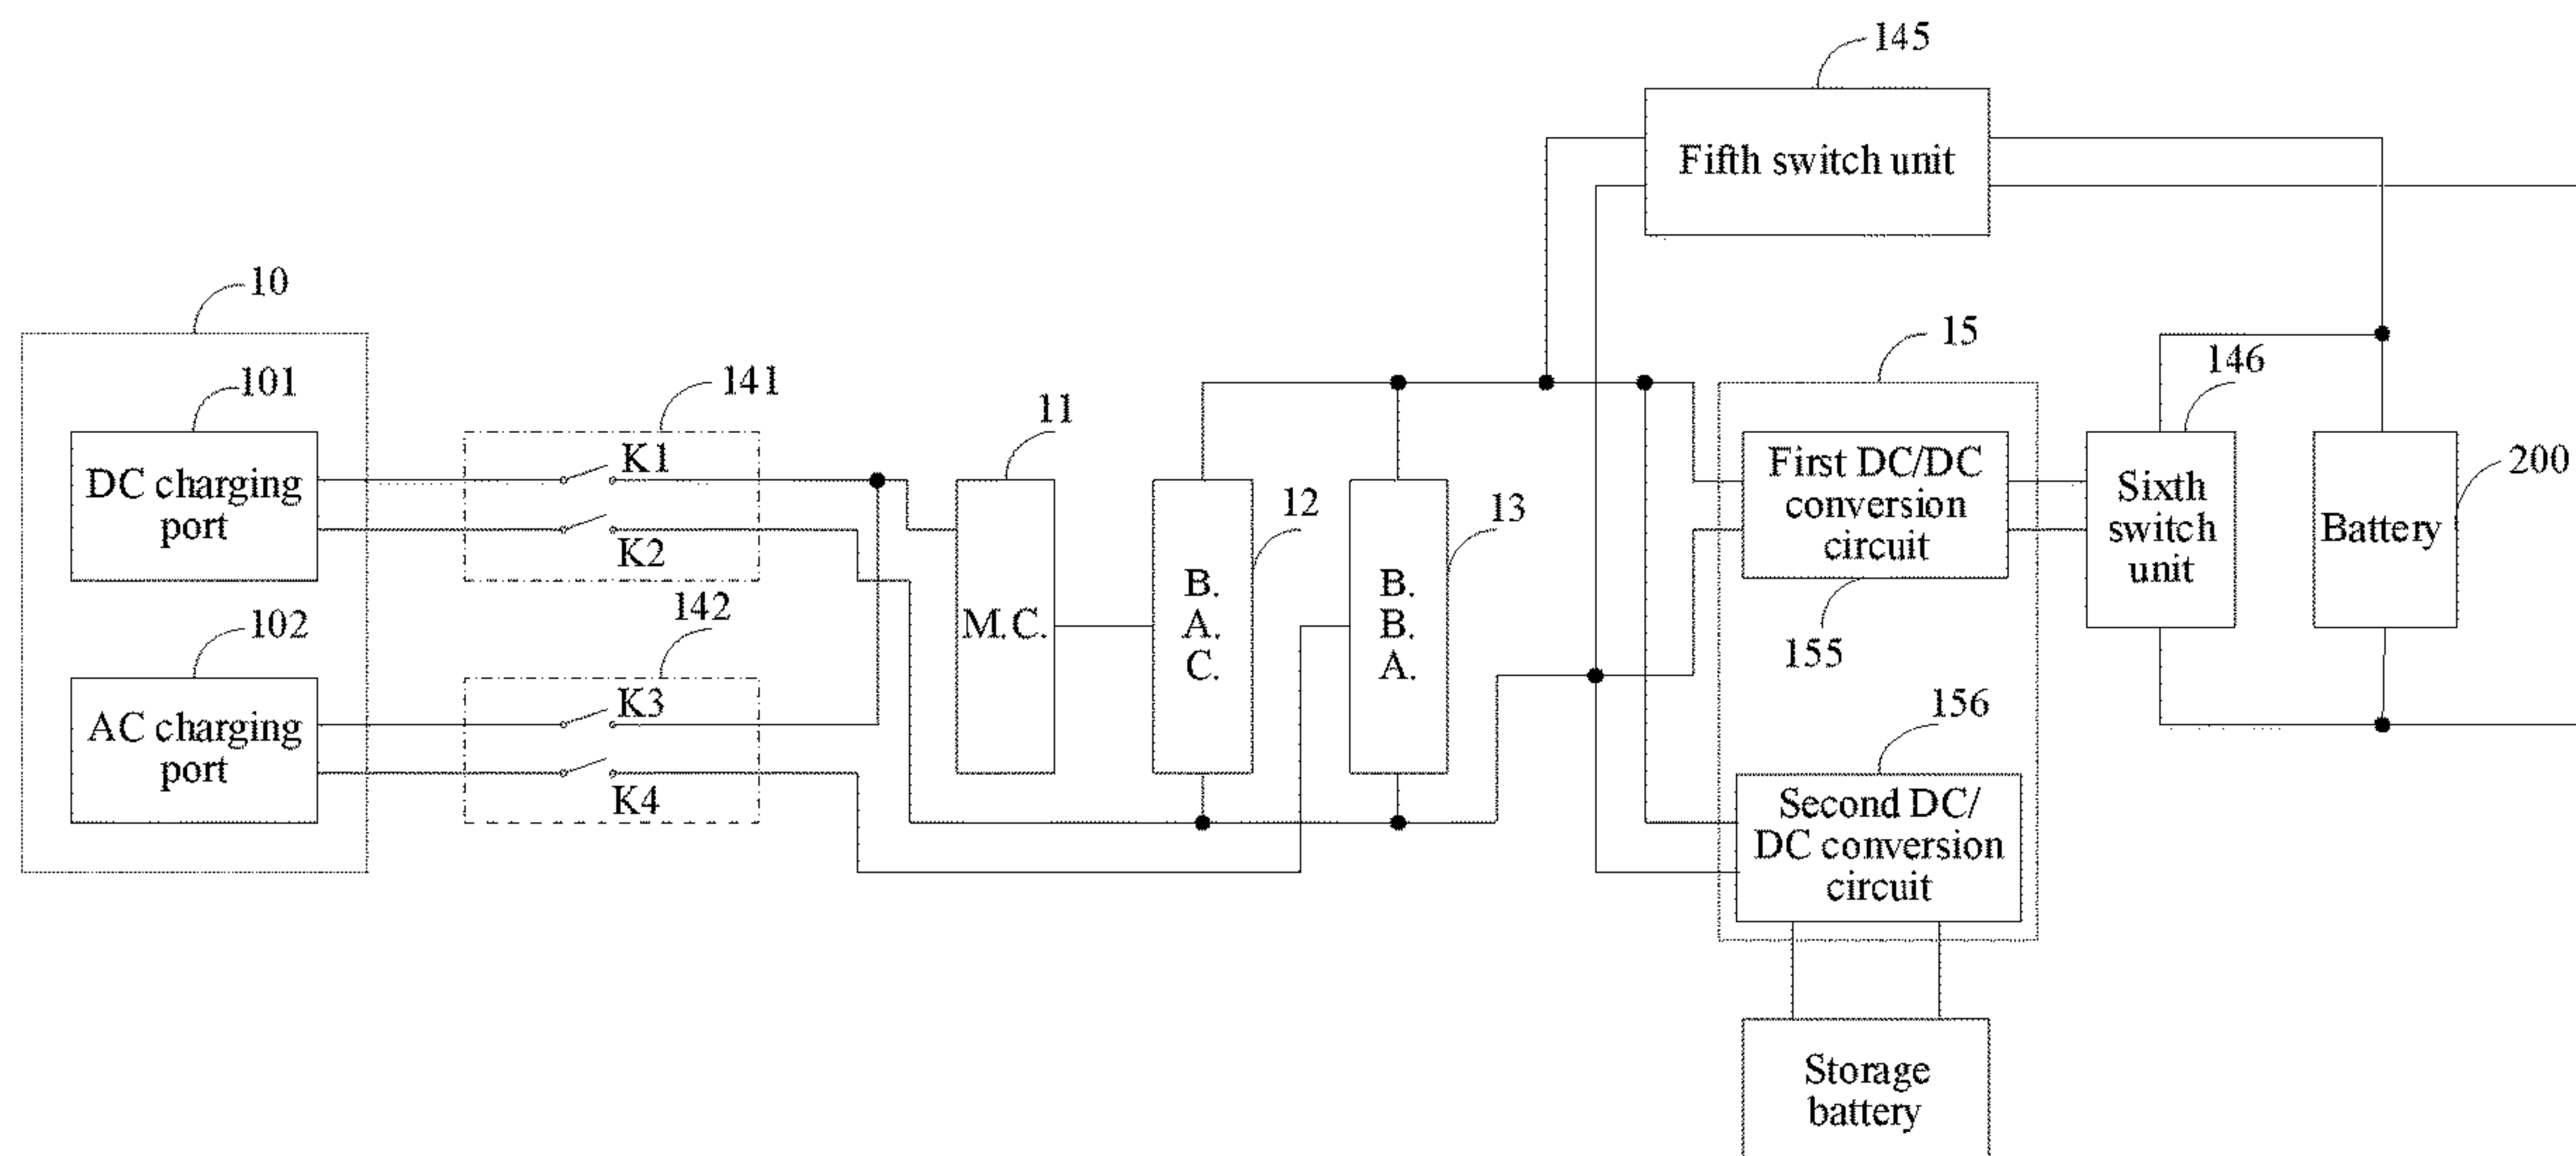 145
Fifth switch unit
10
101
DC charging
port
102
AC charging
port
141
K1
K2
142
K3
K4
11
M.C.
12
B.
A.
C.
13
B.
B.
A.
15
First DC/DC
conversion
circuit
155
156
Second DC/
DC conversion
circuit
146
Sixth
switch
unit
Battery
200
Storage
battery